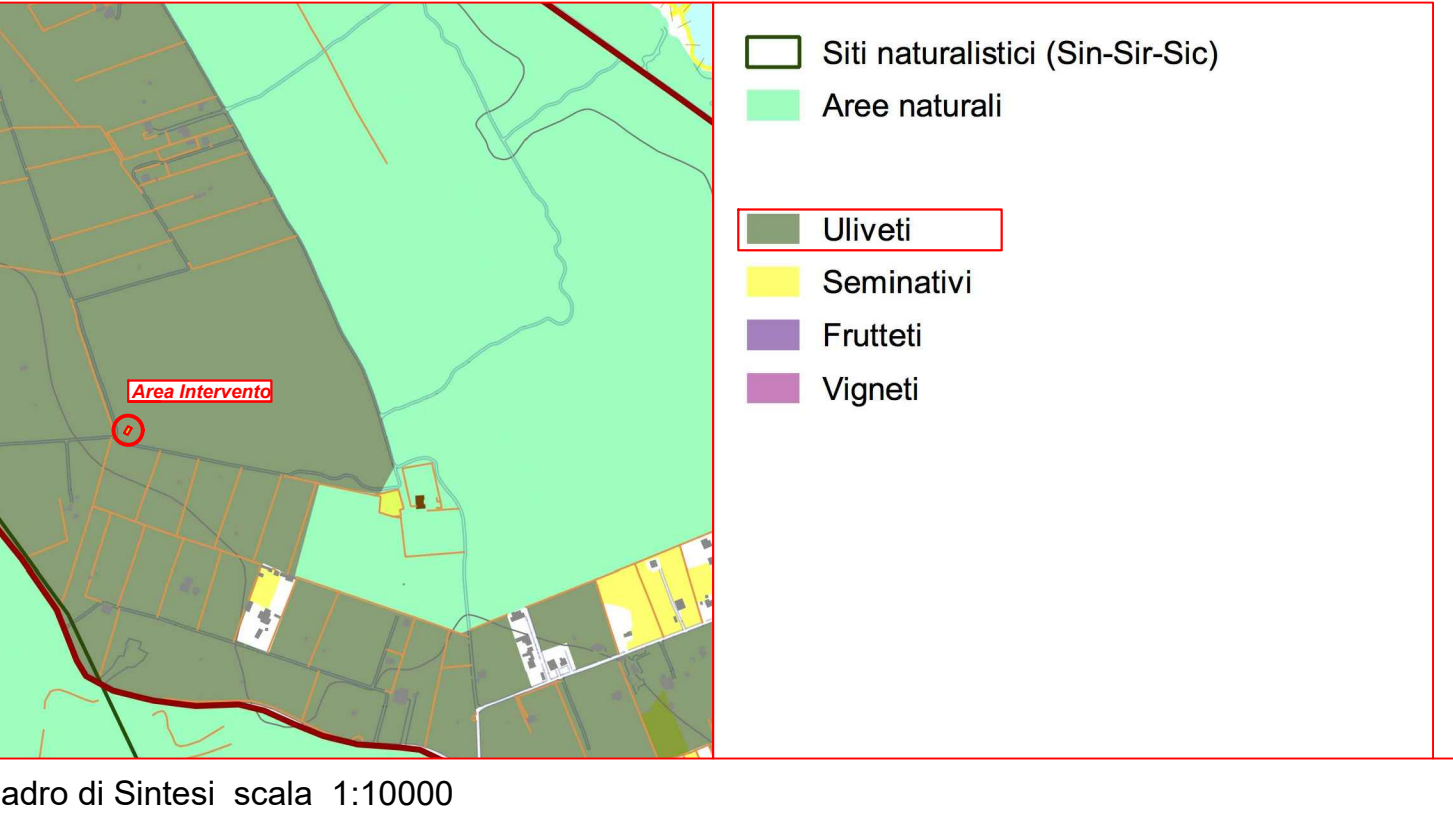 Siti naturalistici (Sin-Sir-Sic)
Aree naturali
Uliveti
Seminativi
Frutteti
Vigneti
Area Intervento
adro di Sintesi scala 1:10000